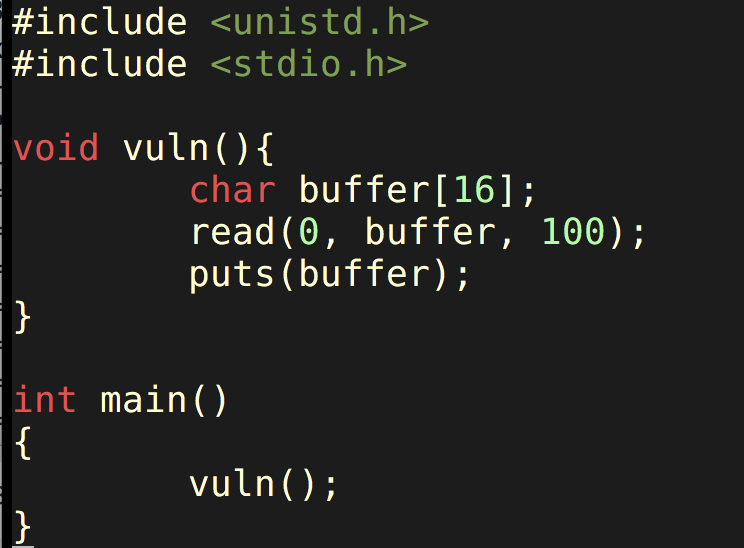 #include <unistd.h>
#include <stdio.h>

void vuln(){
        char buffer[16];
        read(0, buffer, 100);
        puts(buffer);
}

int main()
{
        vuln();
}